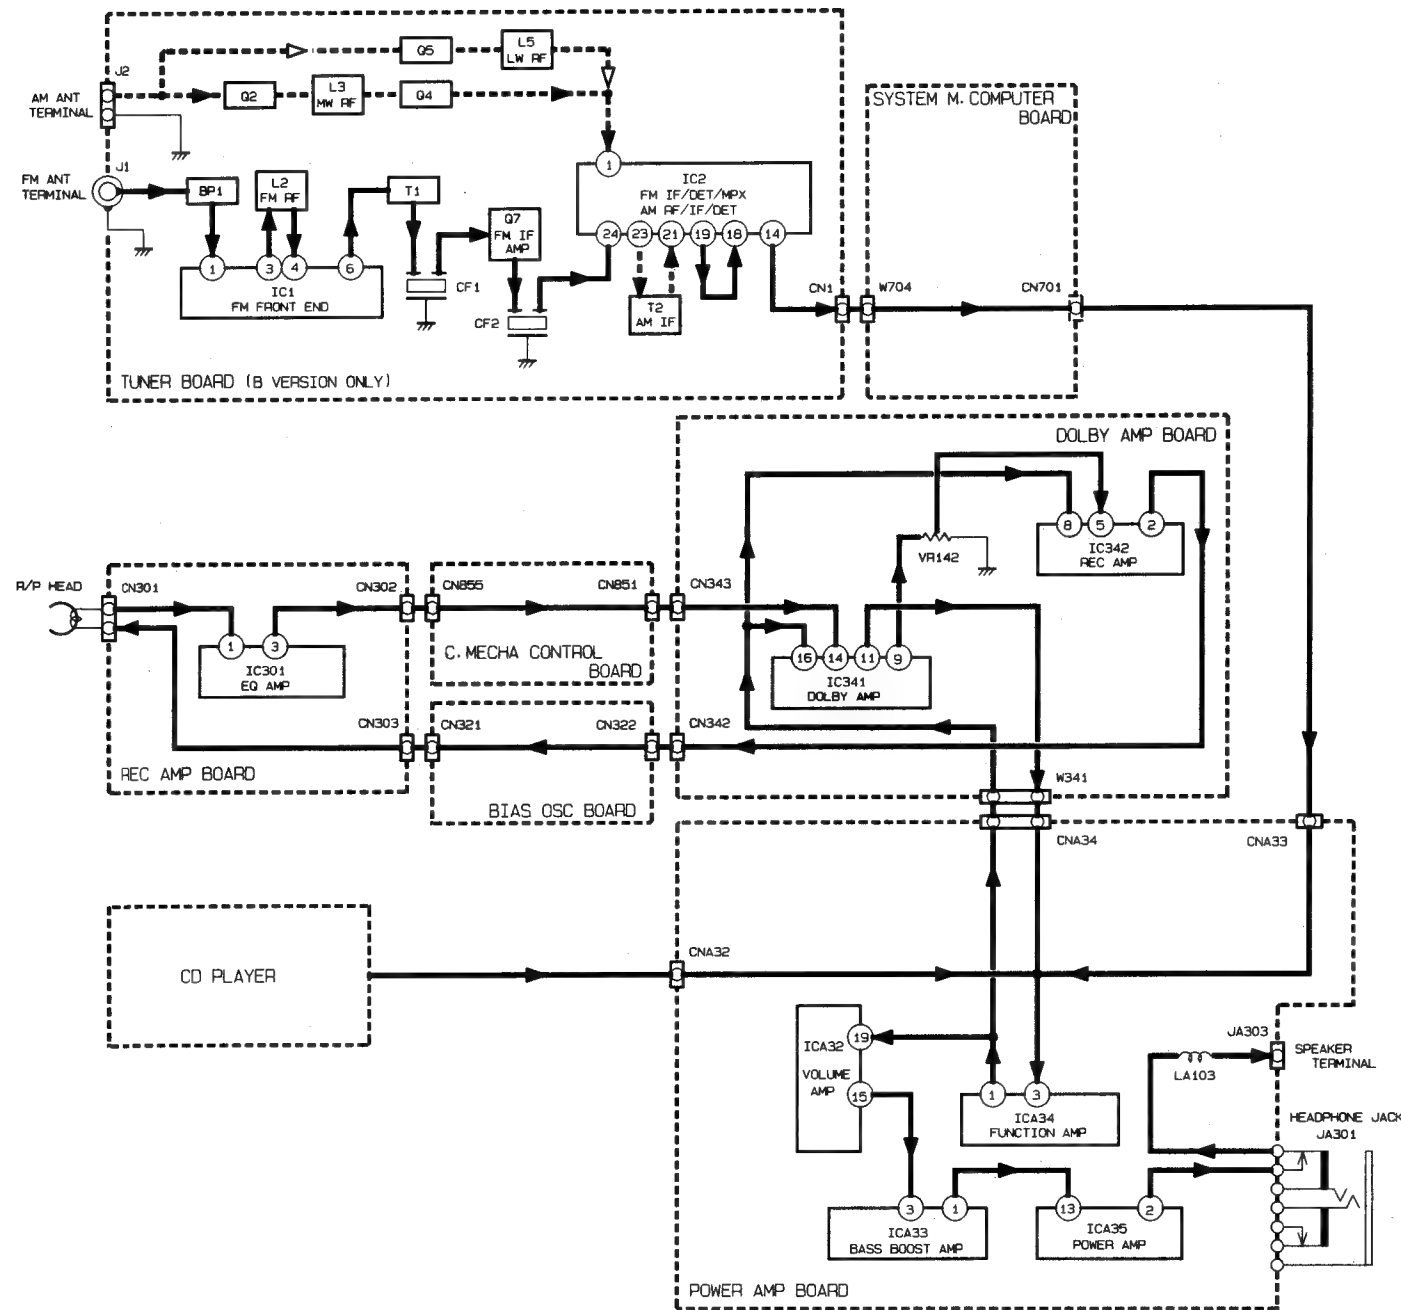 J2
AM ANT
TERMINAL
Q5
L5
LW RF
Q2
L3
MW RF
Q4
J1
FM ANT
TERMINAL
BP1
L2
FM RF
T1
Q7
FM IF
AMP
1
IC2
FM IF/DET/MPX
AM RF/IF/DET
24
23
21
19
18
14
1
3
4
6
IC1
FM FRONT END
CF1
CF2
T2
AM IF
CN1
TUNER BOARD (B VERSION ONLY)
SYSTEM M. COMPUTER
BOARD
W704
CN701
DOLBY AMP BOARD
8
5
2
IC342
REC AMP
VR142
R/P HEAD
CN301
CN302
1
3
IC301
EQ AMP
CN303
REC AMP BOARD
CN855
CN851
C. MECHA CONTROL
BOARD
CN321
CN322
BIAS OSC BOARD
CN343
16
14
11
9
IC341
DOLBY AMP
CN342
W341
CNA34
CNA33
CD PLAYER
CNA32
ICA32
VOLUME
AMP
19
15
1
3
ICA34
FUNCTION AMP
JA303
SPEAKER
TERMINAL
LA103
HEADPHONE JACK
JA301
3
1
ICA33
BASS BOOST AMP
13
2
ICA35
POWER AMP
POWER AMP BOARD